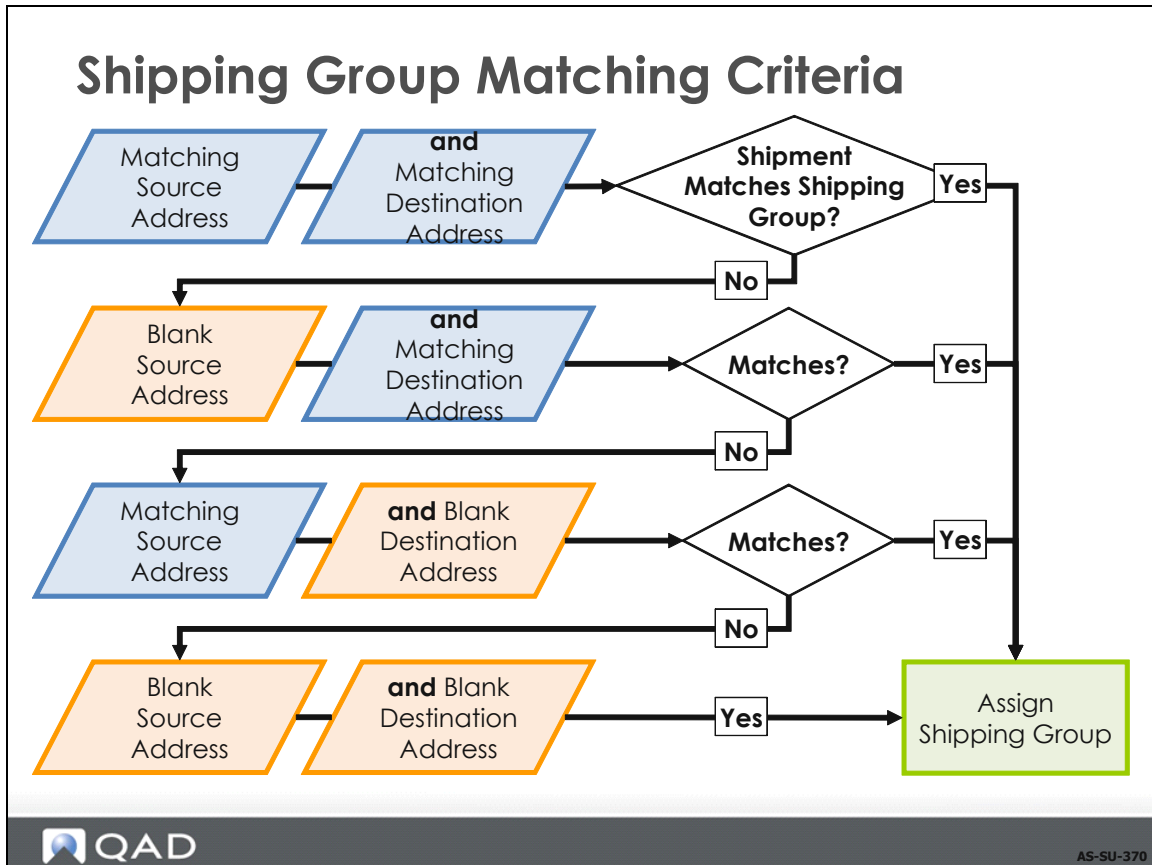 Shipping Group Matching Criteria
Matching
Source
Address
and
Matching
Destination
Address
Shipment
Matches Shipping
Group?
Yes
No
Blank
Source
Address
and
Matching
Destination
Address
Matches?
Yes
No
Matching
Source
Address
and Blank
Destination
Address
Matches?
Yes
No
Blank
Source
Address
and Blank
Destination
Address
Yes
Assign
Shipping Group
QAD
AS-SU-370